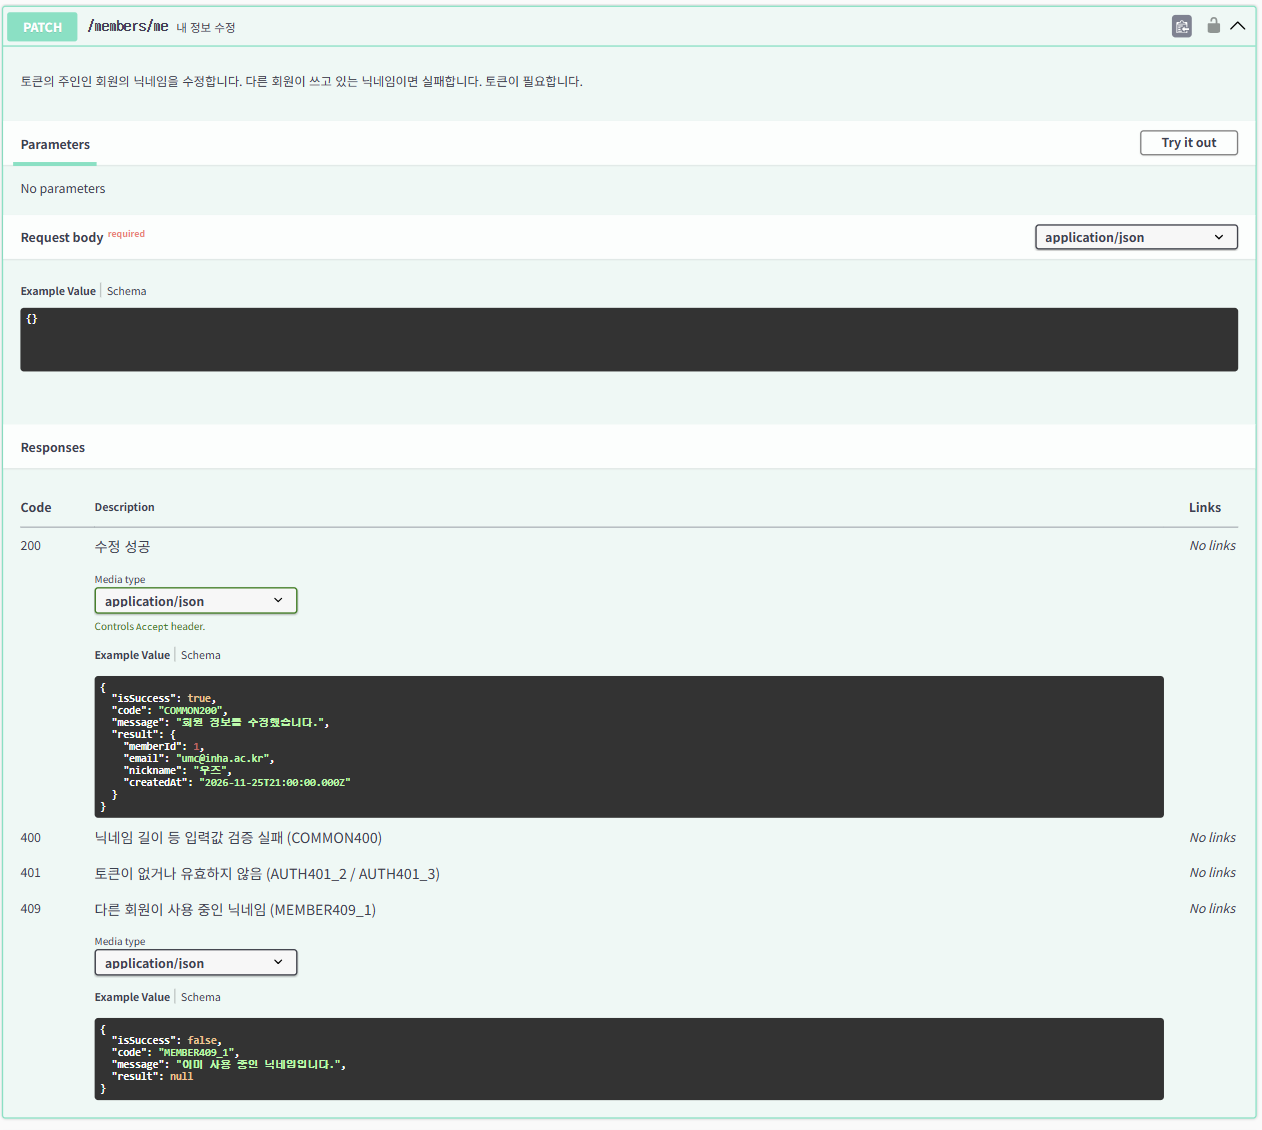 PATCH /members/me 내 정보 수정
토큰의 주인인 회원의 닉네임을 수정합니다. 다른 회원이 쓰고 있는 닉네임이면 실패합니다. 토큰이 필요합니다.
Parameters
Try it out
No parameters
Request body required
application/json
Example Value Schema
{}
Responses
Code Description Links
200 수정 성공 No links
Media type
application/json
Controls Accept header.
Example Value Schema
{
"isSuccess": true,
"code": "COMMON200",
"message": "회원 정보를 수정했습니다.",
"result": {
"memberId": 1,
"email": "umc@inha.ac.kr",
"nickname": "우즈",
"createdAt": "2026-11-25T21:00:00.000Z"
}
}
400 닉네임 길이 등 입력값 검증 실패 (COMMON400) No links
401 토큰이 없거나 유효하지 않음 (AUTH401_2 / AUTH401_3) No links
409 다른 회원이 사용 중인 닉네임 (MEMBER409_1) No links
Media type
application/json
Example Value Schema
{
"isSuccess": false,
"code": "MEMBER409_1",
"message": "이미 사용 중인 닉네임입니다.",
"result": null
}